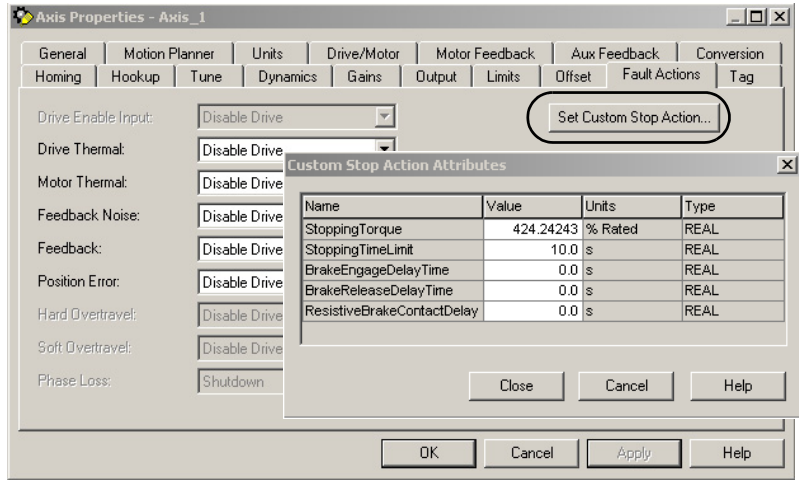 Axis Properties - Axis_1
General Motion Planner Units Drive/Motor Motor Feedback Aux Feedback Conversion
Homing Hookup Tune Dynamics Gains Output Limits Offset Fault Actions Tag
Drive Enable Input: Disable Drive Set Custom Stop Action...
Drive Thermal: Disable Drive
Motor Thermal: Disable Drive
Feedback Noise: Disable Drive
Feedback: Disable Drive
Position Error: Disable Drive
Hard Overtravel: Disable Drive
Soft Overtravel: Disable Drive
Phase Loss: Shutdown
Custom Stop Action Attributes
Name Value Units Type
StoppingTorque 424.24243 % Rated REAL
StoppingTimeLimit 10.0 s REAL
BrakeEngageDelayTime 0.0 s REAL
BrakeReleaseDelayTime 0.0 s REAL
ResistiveBrakeContactDelay 0.0 s REAL
Close Cancel Help
OK Cancel Apply Help